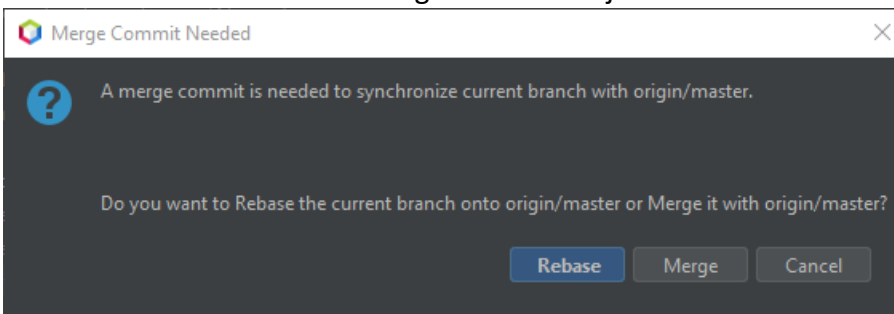 Merge Commit Needed
A merge commit is needed to synchronize current branch with origin/master.
Do you want to Rebase the current branch onto origin/master or Merge it with origin/master?
Rebase Merge Cancel